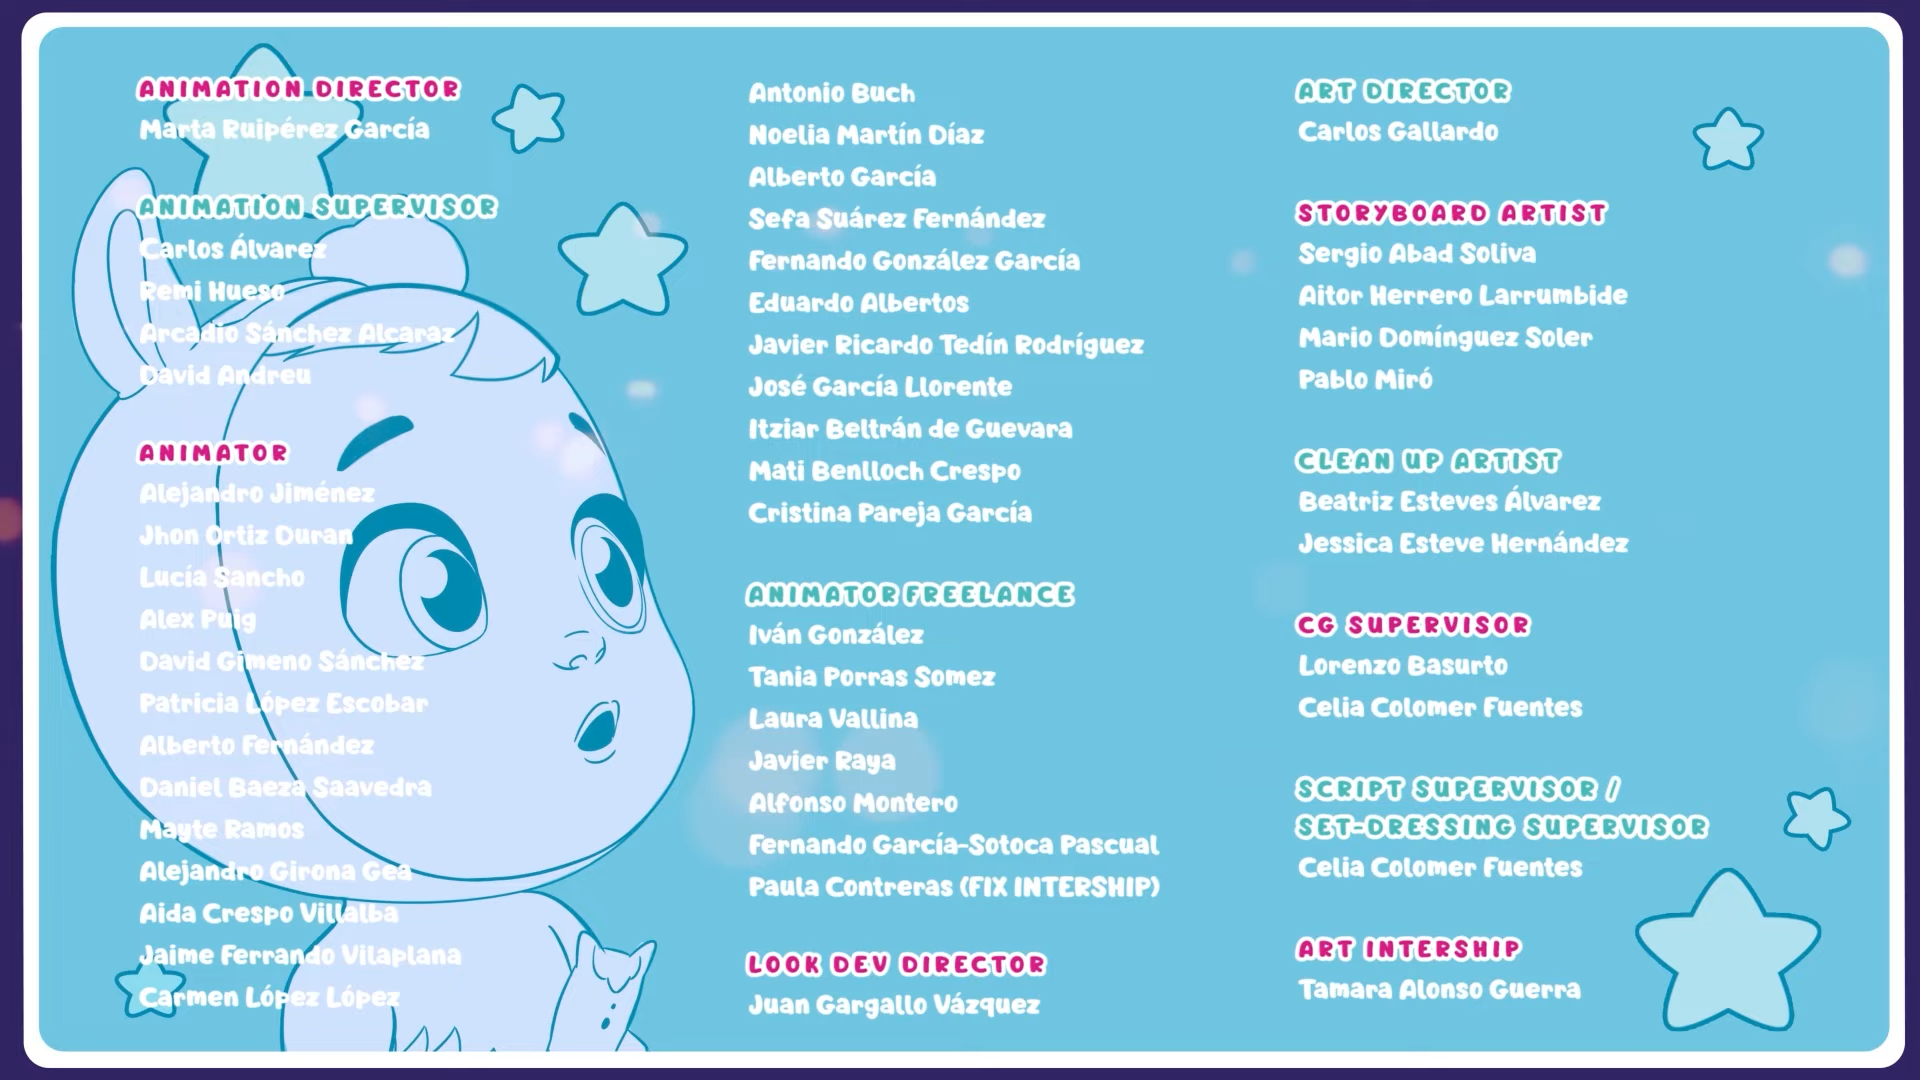 ANIMATION DIRECTOR
Marta Ruipérez García
ANIMATION SUPERVISOR
Carlos Álvarez
Remi Hueso
Arcadio Sánchez Alcaraz
David Andreu
ANIMATOR
Alejandro Jiménez
Jhon Ortiz Duran
Lucía Sancho
Alex Puig
David Gimeno Sánchez
Patricia López Escobar
Alberto Fernández
Daniel Baeza Saavedra
Mayte Ramos
Alejandro Girona Gea
Aida Crespo Villalba
Jaime Ferrando Vilaplana
Carmen López López
Antonio Buch
Noelia Martín Díaz
Alberto García
Sefa Suárez Fernández
Fernando González García
Eduardo Albertos
Javier Ricardo Tedín Rodríguez
José García Llorente
Itziar Beltrán de Guevara
Mati Benlloch Crespo
Cristina Pareja García
ANIMATOR FREELANCE
Iván González
Tania Porras Somez
Laura Vallina
Javier Raya
Alfonso Montero
Fernando García-Sotoca Pascual
Paula Contreras (FIX INTERSHIP)
LOOK DEV DIRECTOR
Juan Gargallo Vázquez
ART DIRECTOR
Carlos Gallardo
STORYBOARD ARTIST
Sergio Abad Soliva
Aitor Herrero Larrumbide
Mario Domínguez Soler
Pablo Miró
CLEAN UP ARTIST
Beatriz Esteves Álvarez
Jessica Esteve Hernández
CG SUPERVISOR
Lorenzo Basurto
Celia Colomer Fuentes
SCRIPT SUPERVISOR /
SET-DRESSING SUPERVISOR
Celia Colomer Fuentes
ART INTERSHIP
Tamara Alonso Guerra